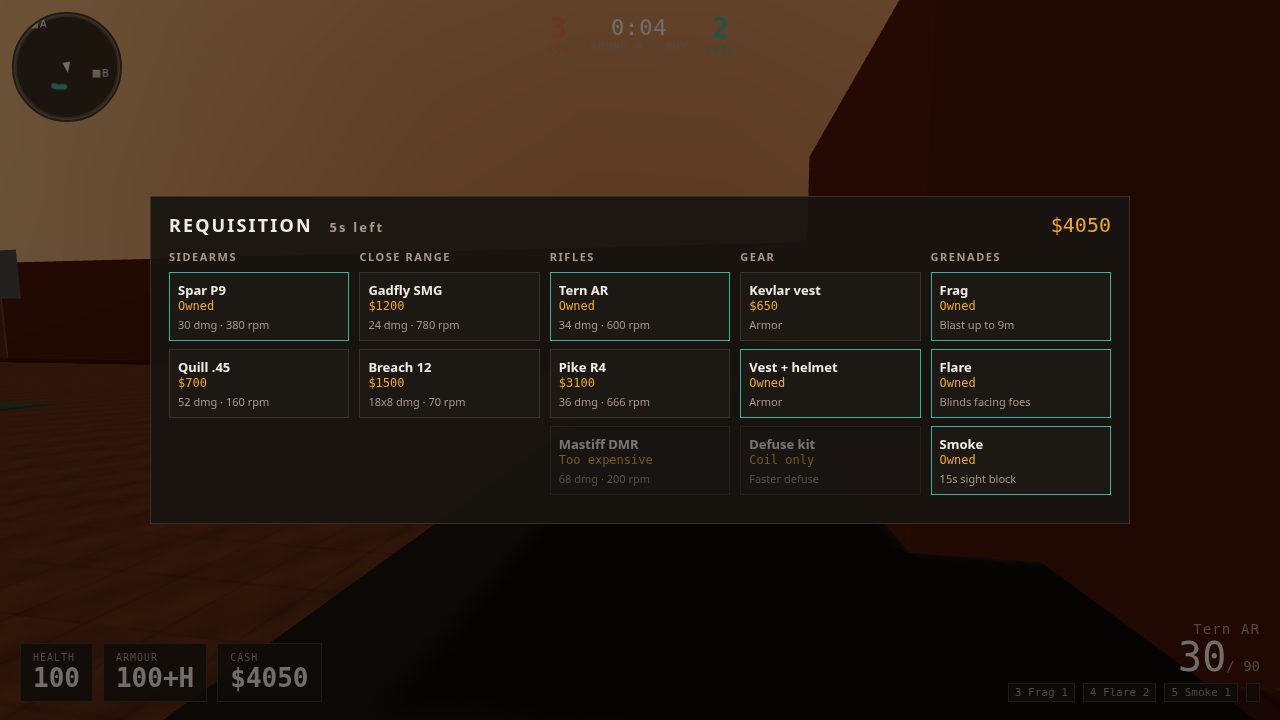 A
B
3 0:04 2
REQUISITION 5s left $4050
SIDEARMS CLOSE RANGE RIFLES GEAR GRENADES
Spar P9
Owned
30 dmg · 380 rpm
Gadfly SMG
$1200
24 dmg · 780 rpm
Tern AR
Owned
34 dmg · 600 rpm
Kevlar vest
$650
Armor
Frag
Owned
Blast up to 9m
Quill .45
$700
52 dmg · 160 rpm
Breach 12
$1500
18x8 dmg · 70 rpm
Pike R4
$3100
36 dmg · 666 rpm
Vest + helmet
Owned
Armor
Flare
Owned
Blinds facing foes
Mastiff DMR
Too expensive
68 dmg · 200 rpm
Defuse kit
Coil only
Faster defuse
Smoke
Owned
15s sight block
HEALTH
100
ARMOUR
100+H
CASH
$4050
Tern AR
30 / 90
3 Frag 1 4 Flare 2 5 Smoke 1